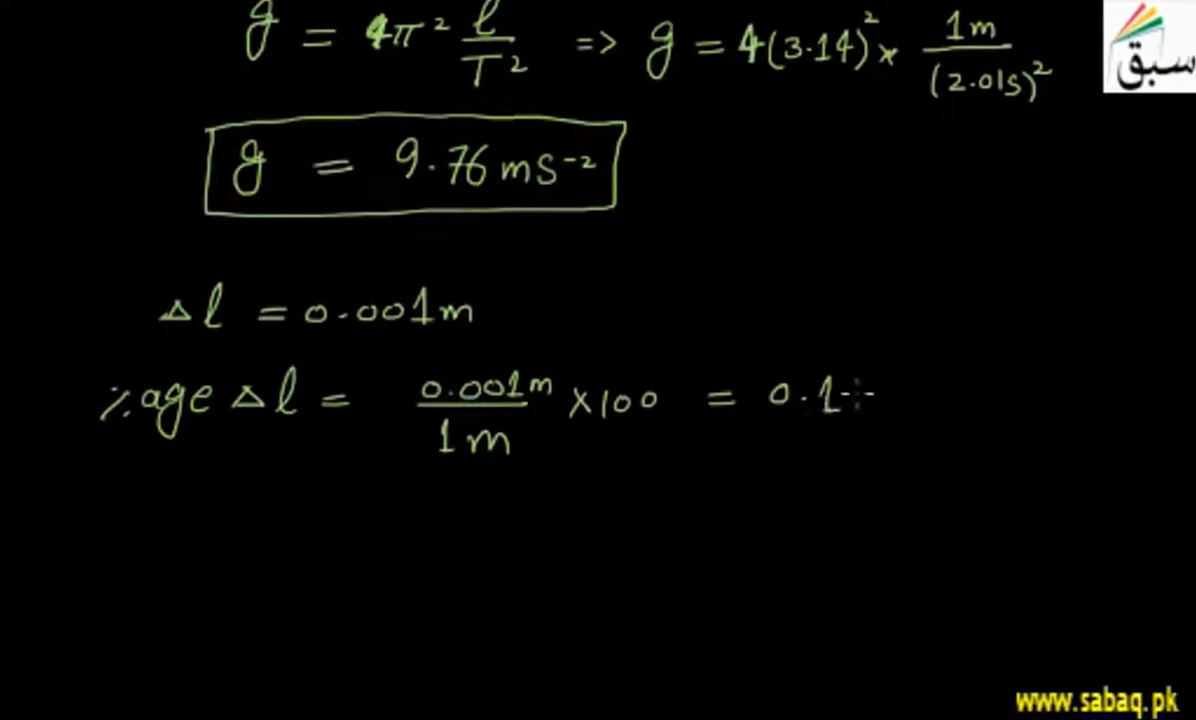 g = 4π² l/T² => g = 4(3.14)² × 1m/(2.01s)²
سبق
g = 9.76 ms⁻²
Δl = 0.001m
%age Δl = 0.001m/1m ×100 = 0.1
www.sabaq.pk